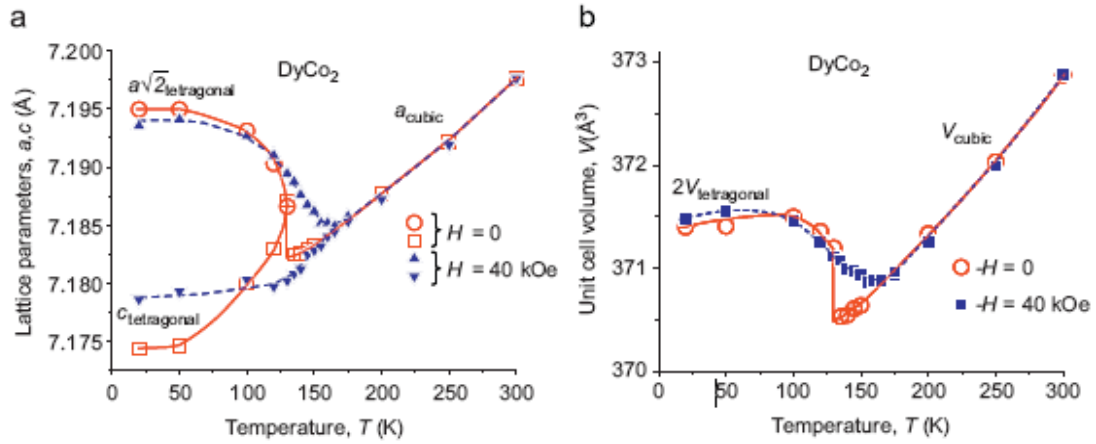 a
DyCo₂
a√2tetragonal
acubic
ctetragonal
H = 0
H = 40 kOe
Lattice parameters, a,c (Å)
7.200
7.195
7.190
7.185
7.180
7.175
0 50 100 150 200 250 300
Temperature, T (K)
b
DyCo₂
Vcubic
2Vtetragonal
-H = 0
-H = 40 kOe
Unit cell volume, V(Å³)
373
372
371
370
0 50 100 150 200 250 300
Temperature, T (K)